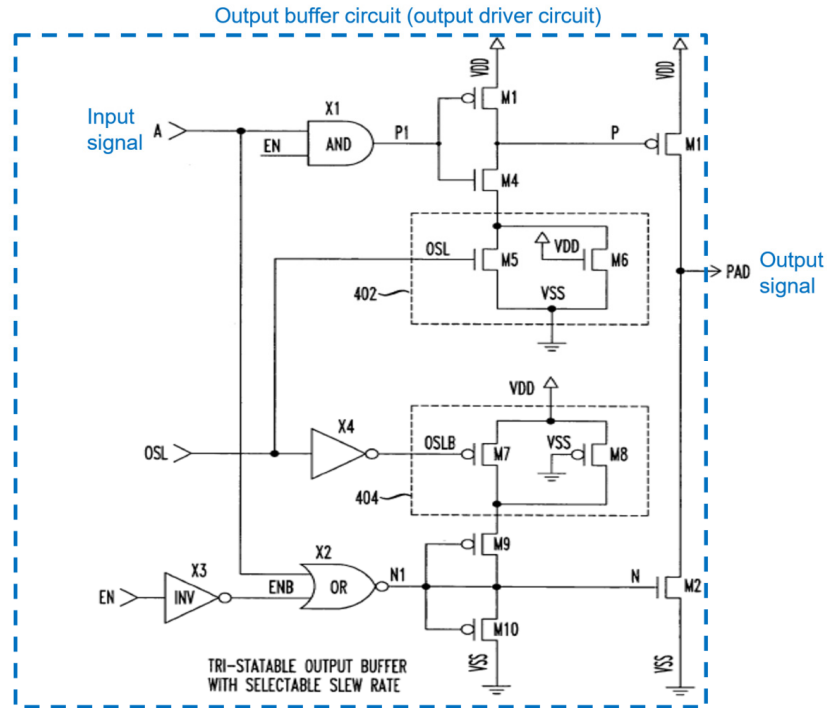 Output buffer circuit (output driver circuit)
VDD
VDD
Input
signal
A
X1
EN
AND
P1
M1
P
M1
M4
OSL
M5
VDD
M6
402
VSS
PAD
Output
signal
VDD
OSL
X4
OSLB
M7
VSS
M8
404
M9
EN
X3
INV
ENB
X2
OR
N1
N
M2
M10
VSS
VSS
TRI-STATABLE OUTPUT BUFFER
WITH SELECTABLE SLEW RATE